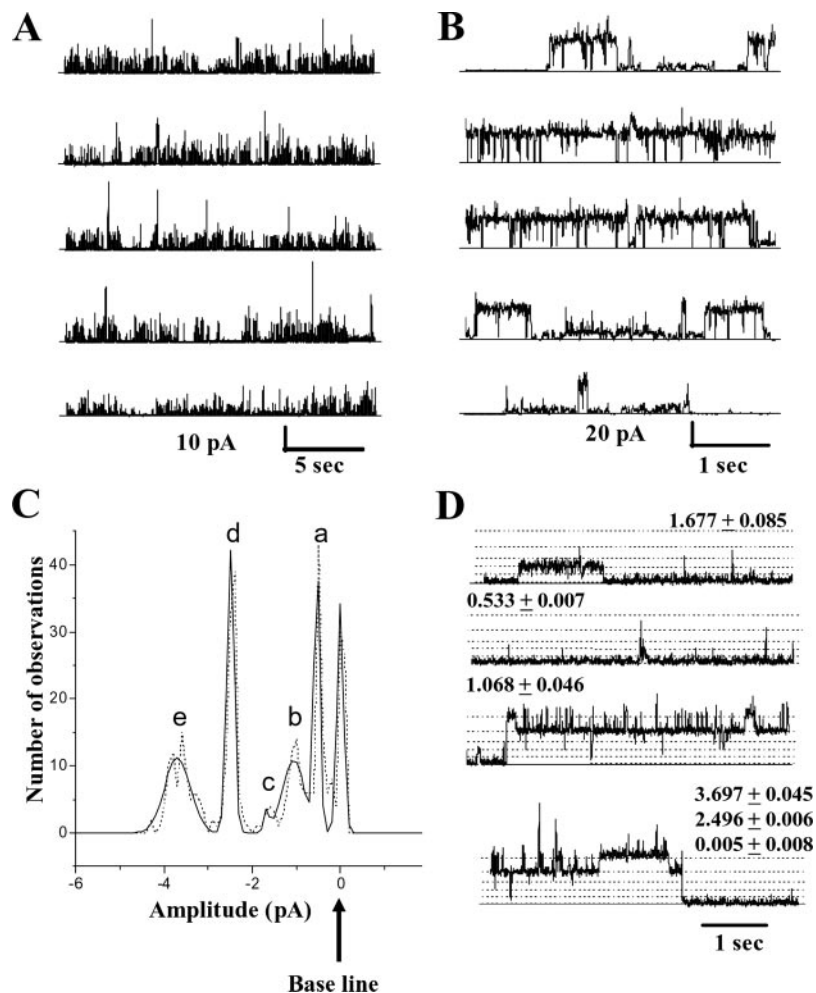 A
B
10 pA
5 sec
20 pA
1 sec
C
Number of observations
40
30
20
10
0
d
a
e
b
c
-6
-4
-2
0
Amplitude (pA)
Base line
D
1.677 ± 0.085
0.533 ± 0.007
1.068 ± 0.046
3.697 ± 0.045
2.496 ± 0.006
0.005 ± 0.008
1 sec